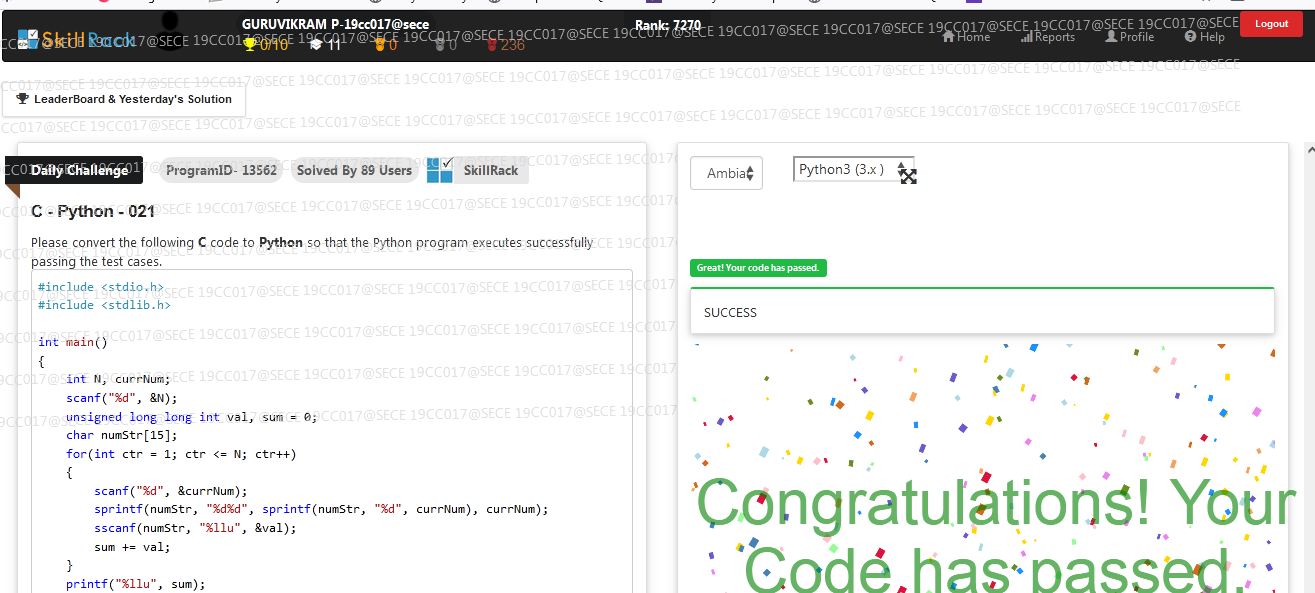 GURUVIKRAM P-19cc017@sece
Rank: 7270
Logout
SkillRack
0/10 11 0 0 236
Home Reports Profile Help
LeaderBoard & Yesterday's Solution
19CC017@SECE 19CC017@SECE 19CC017@SECE 19CC017@SECE
Daily Challenge ProgramID- 13562 Solved By 89 Users SkillRack
C - Python - 021
Please convert the following C code to Python so that the Python program executes successfully
passing the test cases.
#include <stdio.h>
#include <stdlib.h>
int main()
{
int N, currNum;
scanf("%d", &N);
unsigned long long int val, sum = 0;
char numStr[15];
for(int ctr = 1; ctr <= N; ctr++)
{
scanf("%d", &currNum);
sprintf(numStr, "%d%d", sprintf(numStr, "%d", currNum), currNum);
sscanf(numStr, "%llu", &val);
sum += val;
}
printf("%llu", sum);
Ambia Python3 (3.x )
Great! Your code has passed.
SUCCESS
Congratulations! Your
Code has passed.